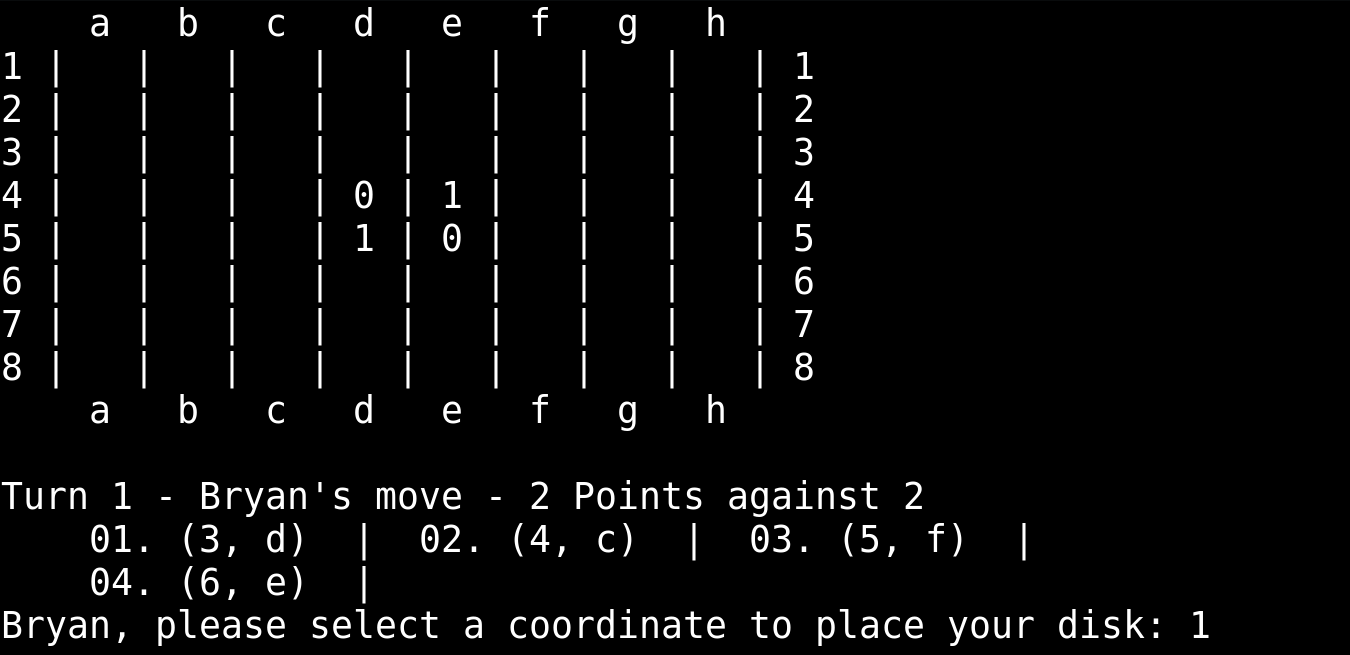 a   b   c   d   e   f   g   h
1 |   |   |   |   |   |   |   |   | 1
2 |   |   |   |   |   |   |   |   | 2
3 |   |   |   |   |   |   |   |   | 3
4 |   |   |   | 0 | 1 |   |   |   | 4
5 |   |   |   | 1 | 0 |   |   |   | 5
6 |   |   |   |   |   |   |   |   | 6
7 |   |   |   |   |   |   |   |   | 7
8 |   |   |   |   |   |   |   |   | 8
    a   b   c   d   e   f   g   h

Turn 1 - Bryan's move - 2 Points against 2
    01. (3, d)  |  02. (4, c)  |  03. (5, f)  |
    04. (6, e)  |
Bryan, please select a coordinate to place your disk: 1